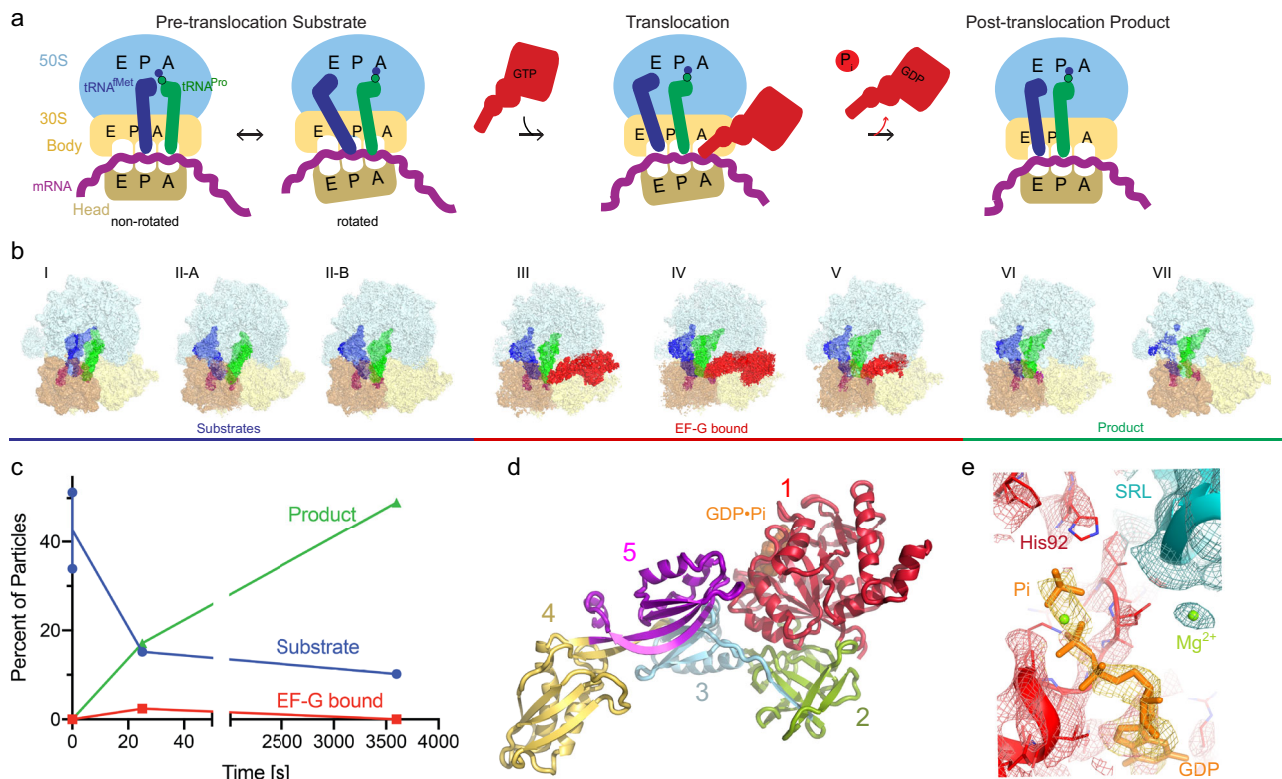 a
Pre-translocation Substrate
Translocation
Post-translation Product
50S
E P A
E P A
E P A
E P A
tRNAfMet
tRNAPro
GTP
Pi
GDP
30S
Body
E P A
E P A
E P A
E P A
mRNA
Head
E P A
E P A
E P A
E P A
non-rotated
rotated
b
I
II-A
II-B
III
IV
V
VI
VII
Substrates
EF-G bound
Product
c
Percent of Particles
40
20
0
Product
Substrate
EF-G bound
0
20
40
2500
3000
3500
4000
Time [s]
d
1
GDP•Pi
5
4
3
2
e
SRL
His92
Pi
Mg2+
GDP